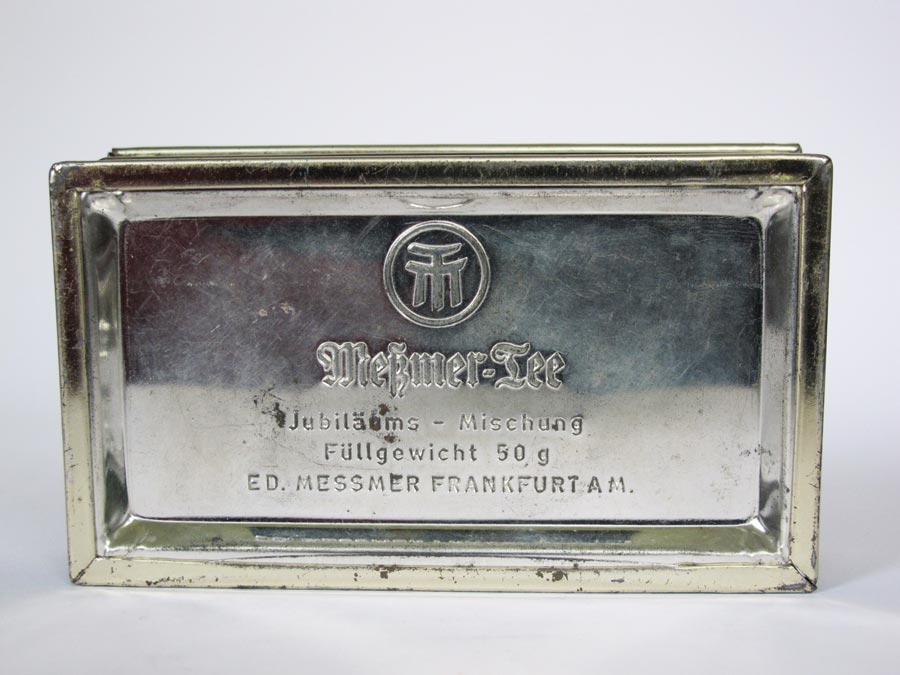 Meßmer-Tee
Jubiläums - Mischung
Füllgewicht 50 g
ED. MESSMER FRANKFURT A M.